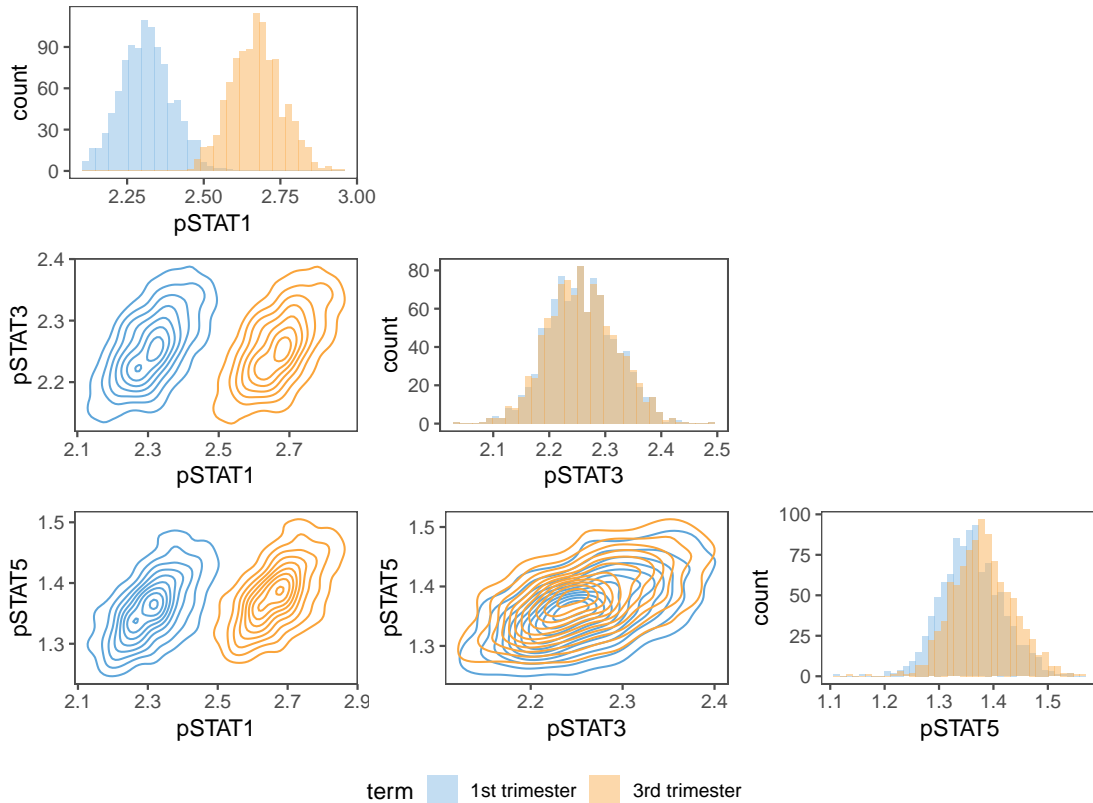 90
60
30
0
count
2.25 2.50 2.75 3.00
pSTAT1
2.4
2.3
2.2
pSTAT3
2.1 2.3 2.5 2.7
pSTAT1
80
60
40
20
0
count
2.1 2.2 2.3 2.4 2.5
pSTAT3
1.5
1.4
1.3
pSTAT5
2.1 2.3 2.5 2.7 2.9
pSTAT1
1.5
1.4
1.3
pSTAT5
2.2 2.3 2.4
pSTAT3
100
75
50
25
0
count
1.1 1.2 1.3 1.4 1.5
pSTAT5
term 1st trimester 3rd trimester